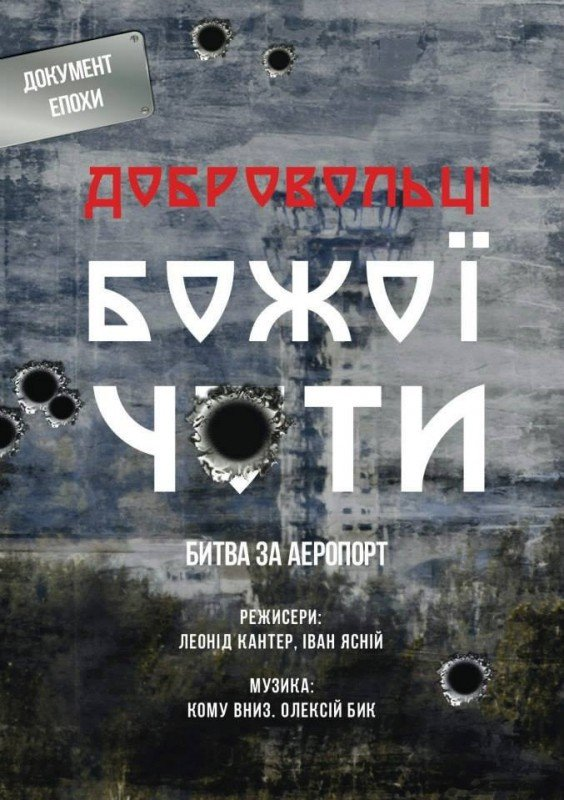 ДОКУМЕНТ
ЕПОХИ
ДОБРОВОЛЬЦІ
БОЖОЇ
ЧОТИ
БИТВА ЗА АЕРОПОРТ
РЕЖИСЕРИ:
ЛЕОНІД КАНТЕР, ІВАН ЯСНІЙ
МУЗИКА:
КОМУ ВНИЗ. ОЛЕКСІЙ БИК